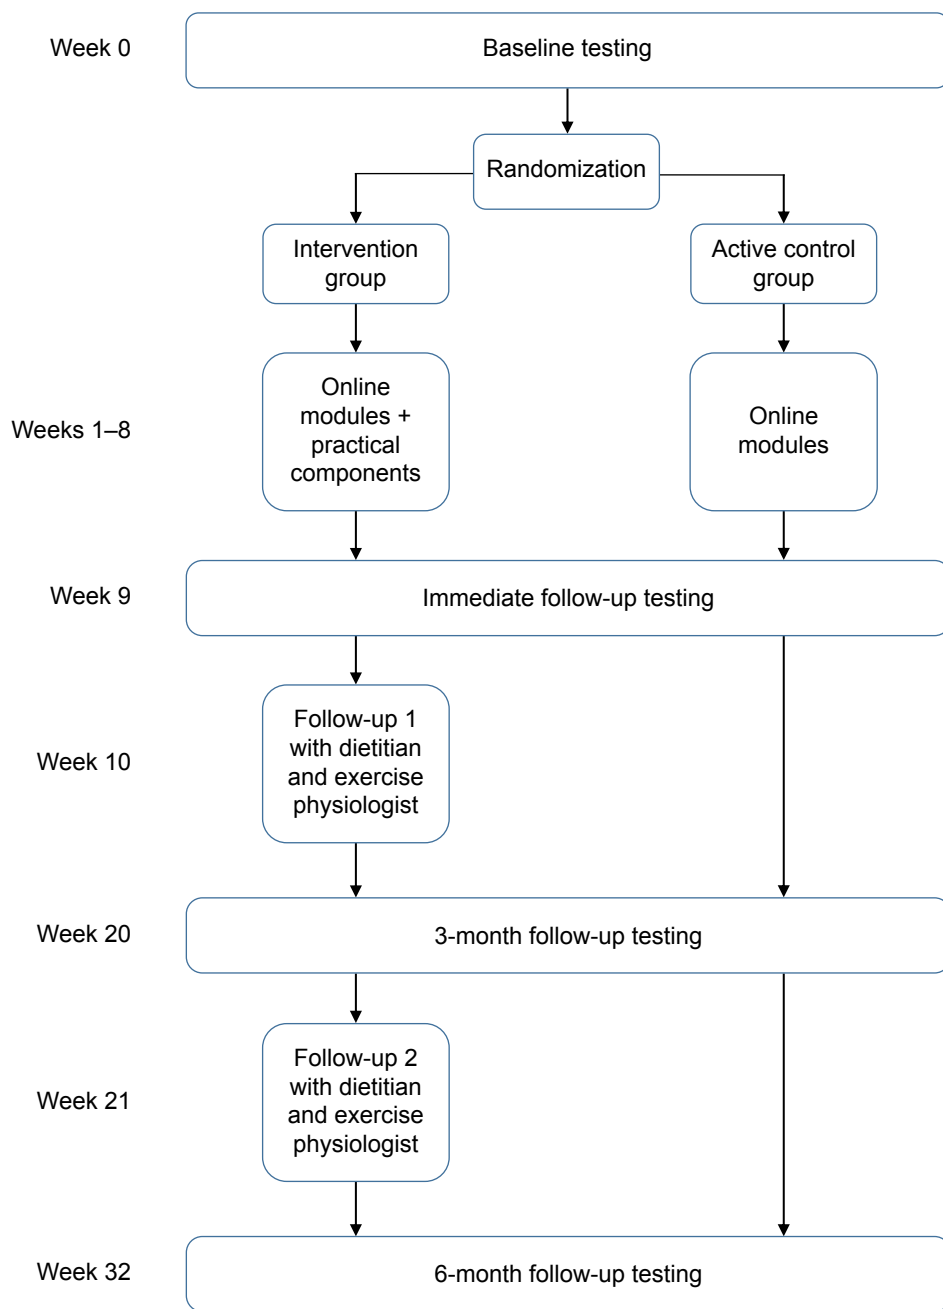 Week 0
Baseline testing
Randomization
Intervention
group
Active control
group
Weeks 1–8
Online
modules +
practical
components
Online
modules
Week 9
Immediate follow-up testing
Week 10
Follow-up 1
with dietitian
and exercise
physiologist
Week 20
3-month follow-up testing
Week 21
Follow-up 2
with dietitian
and exercise
physiologist
Week 32
6-month follow-up testing